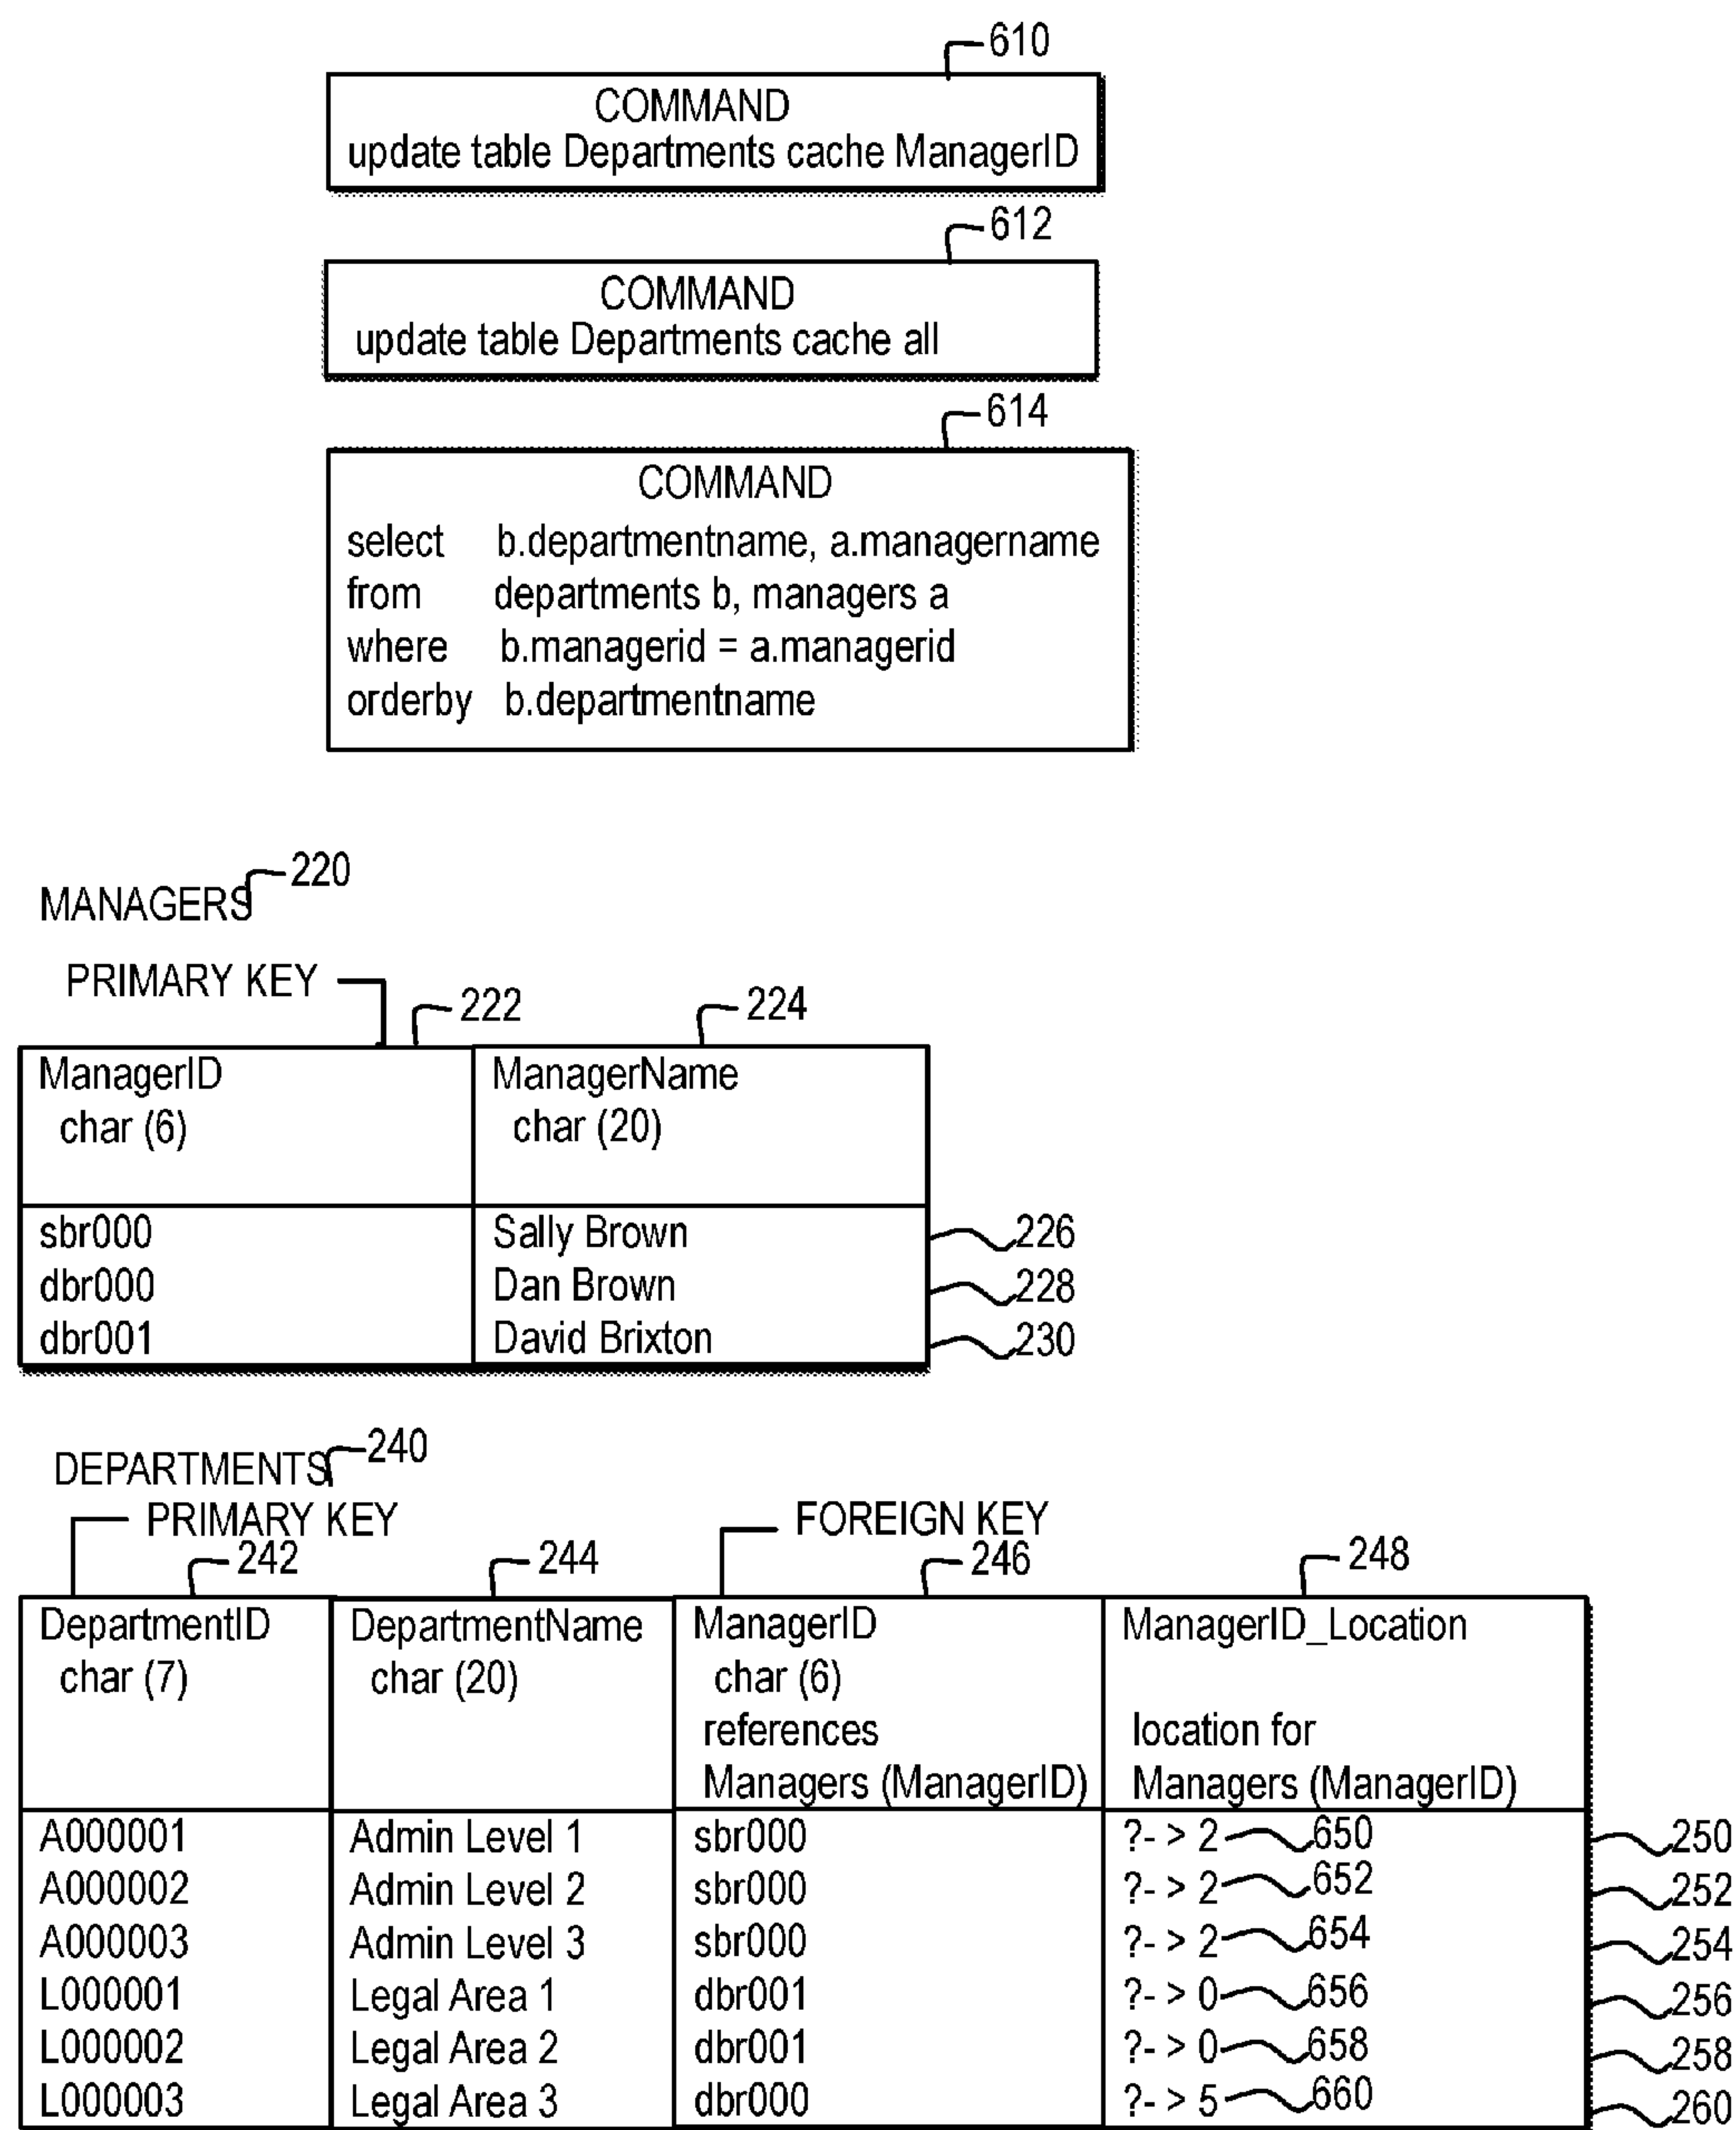 610
COMMAND
update table Departments cache ManagerID
612
COMMAND
update table Departments cache all
614
COMMAND
select b.departmentname, a.managername
from departments b, managers a
where b.managerid = a.managerid
orderby b.departmentname
MANAGERS 220
PRIMARY KEY 222 224
ManagerID ManagerName
char (6) char (20)
sbr000 Sally Brown 226
dbr000 Dan Brown 228
dbr001 David Brixton 230
DEPARTMENTS 240
PRIMARY KEY FOREIGN KEY
242 244 246 248
DepartmentID DepartmentName ManagerID ManagerID_Location
char (7) char (20) char (6)
references location for
Managers (ManagerID) Managers (ManagerID)
A000001 Admin Level 1 sbr000 ?- > 2 650 250
A000002 Admin Level 2 sbr000 ?- > 2 652 252
A000003 Admin Level 3 sbr000 ?- > 2 654 254
L000001 Legal Area 1 dbr001 ?- > 0 656 256
L000002 Legal Area 2 dbr001 ?- > 0 658 258
L000003 Legal Area 3 dbr000 ?- > 5 660 260